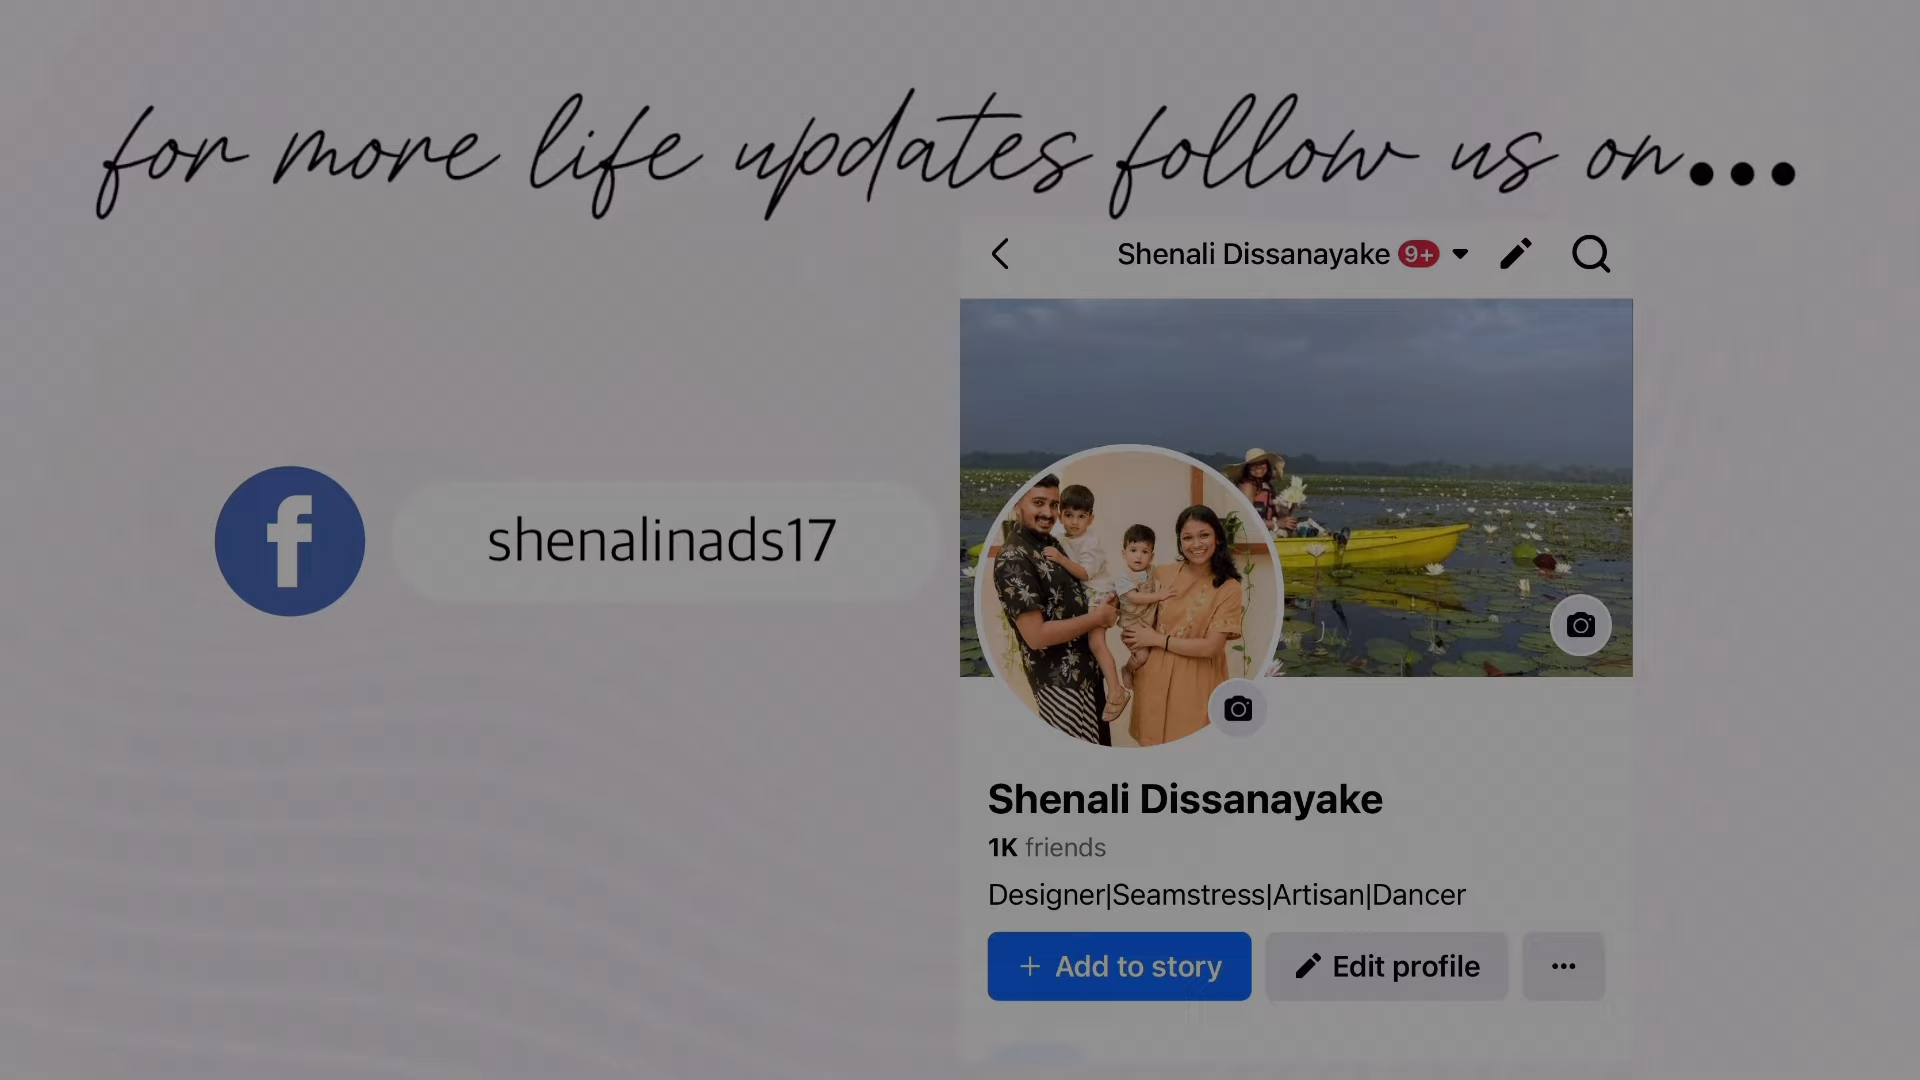 for more life updates follow us on...
Shenali Dissanayake 9+
f
shenalinads17
Shenali Dissanayake
1K friends
Designer|Seamstress|Artisan|Dancer
+ Add to story
Edit profile
...